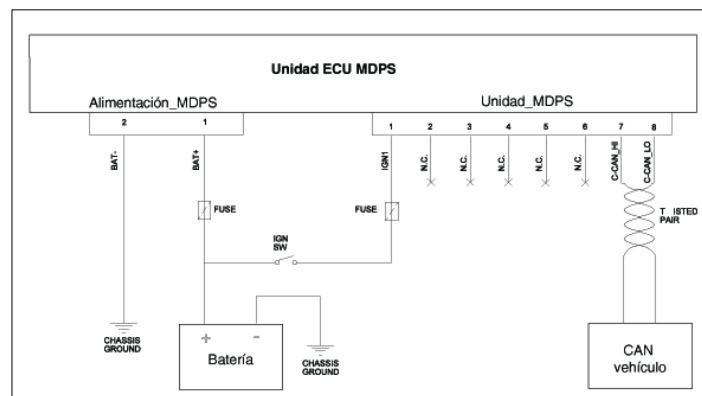 Unidad ECU MDPS
Alimentación_MDPS
Unidad_MDPS
2
1
1
2
3
4
5
6
7
8
BAT-
BAT+
IGN1
N.C.
N.C.
N.C.
N.C.
N.C.
C-CAN_HI
C-CAN_LO
FUSE
FUSE
T ISTED
PAIR
IGN
SW
+
-
Batería
CHASSIS
GROUND
CHASSIS
GROUND
CAN
vehículo